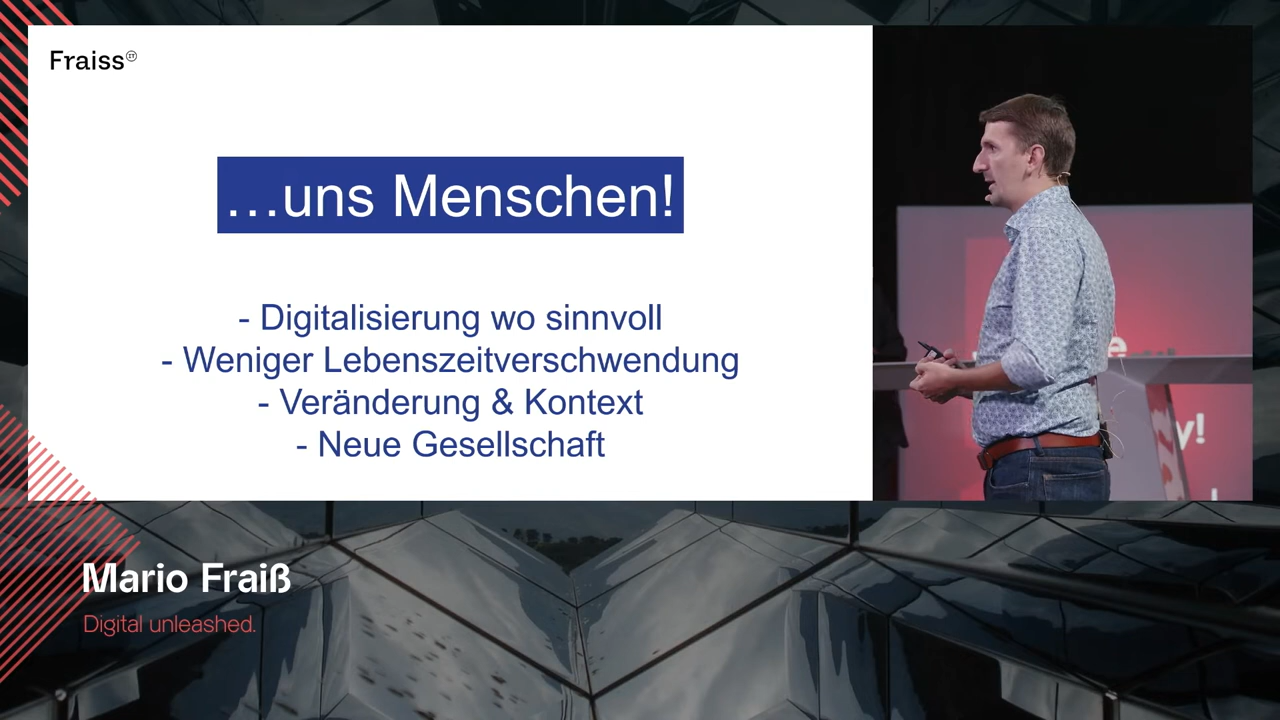 Fraiss
…uns Menschen!
- Digitalisierung wo sinnvoll
- Weniger Lebenszeitverschwendung
- Veränderung & Kontext
- Neue Gesellschaft
Mario Fraiß
Digital unleashed.